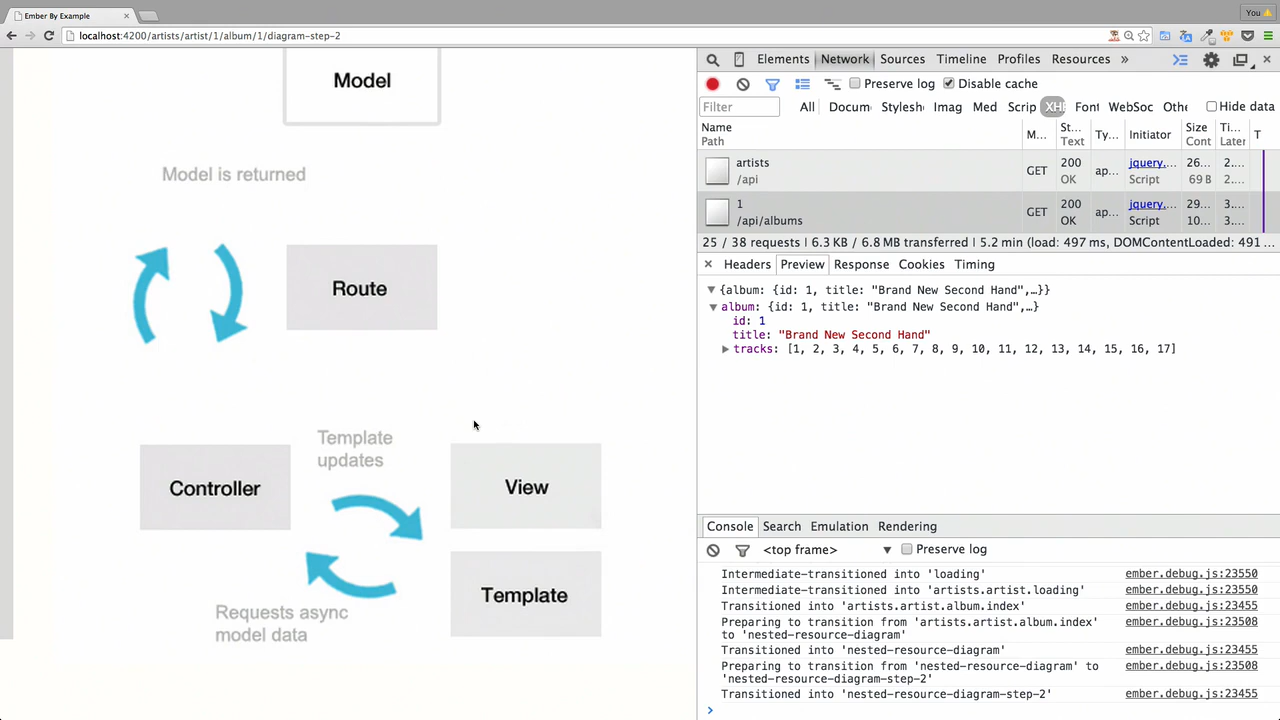 Ember By Example
You
localhost:4200/artists/artist/1/album/1/diagram-step-2
Model
Model is returned
Route
Controller
Template
updates
View
Template
Requests async
model data
Elements Network Sources Timeline Profiles Resources »
Preserve log Disable cache
Filter All Docum Stylesh Imag Med Scrip XHI Font WebSoc Othe Hide data
Name M... St... Ty... Initiator Size Ti... T
Path Text Cont Later
artists GET 200 ap... jquery.... 26... 2....
/api OK Script 69 B 2....
1 GET 200 ap... jquery.... 29... 3....
/api/albums OK Script 10... 3....
25 / 38 requests | 6.3 KB / 6.8 MB transferred | 5.2 min (load: 497 ms, DOMContentLoaded: 491 ...
× Headers Preview Response Cookies Timing
{album: {id: 1, title: "Brand New Second Hand",…}}
album: {id: 1, title: "Brand New Second Hand",…}
id: 1
title: "Brand New Second Hand"
tracks: [1, 2, 3, 4, 5, 6, 7, 8, 9, 10, 11, 12, 13, 14, 15, 16, 17]
Console Search Emulation Rendering
<top frame> Preserve log
Intermediate-transitioned into 'loading' ember.debug.js:23550
Intermediate-transitioned into 'artists.artist.loading' ember.debug.js:23550
Transitioned into 'artists.artist.album.index' ember.debug.js:23455
Preparing to transition from 'artists.artist.album.index' ember.debug.js:23508
to 'nested-resource-diagram'
Transitioned into 'nested-resource-diagram' ember.debug.js:23455
Preparing to transition from 'nested-resource-diagram' to ember.debug.js:23508
'nested-resource-diagram-step-2'
Transitioned into 'nested-resource-diagram-step-2' ember.debug.js:23455